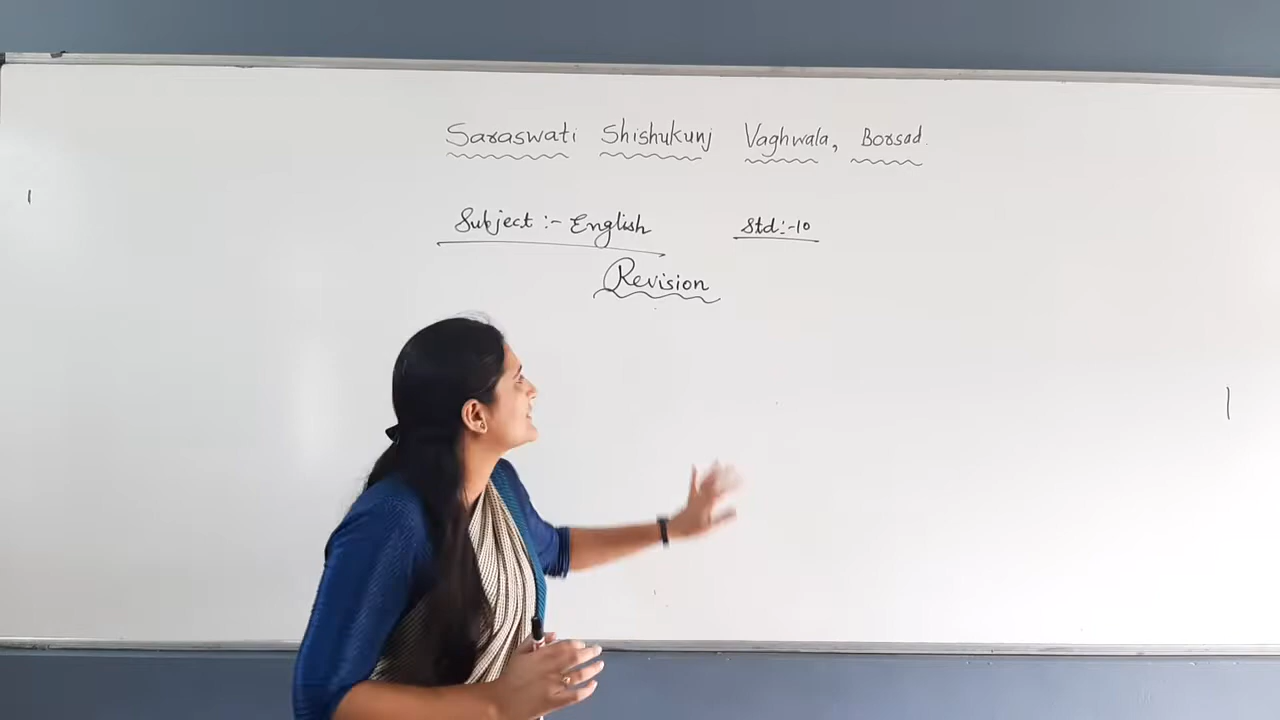 Saraswati Shishukunj Vaghwala, Borsad.
Subject :- English Std:-10
Revision